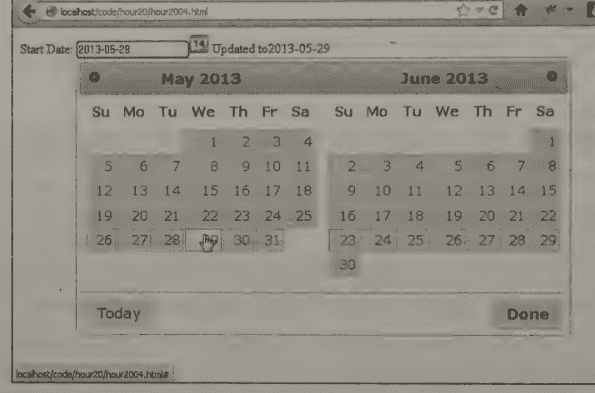 localhost/code/hour20/hour2004.html
Start Date: 2013-05-29 14 Updated to2013-05-29
May 2013 June 2013
Su Mo Tu We Th Fr Sa Su Mo Tu We Th Fr Sa
1 2 3 4 1
5 6 7 8 9 10 11 2 3 4 5 6 7 8
12 13 14 15 16 17 18 9 10 11 12 13 14 15
19 20 21 22 23 24 25 16 17 18 19 20 21 22
26 27 28 29 30 31 23 24 25 26 27 28 29
30
Today Done
localhost/code/hour20/hour2004.html#